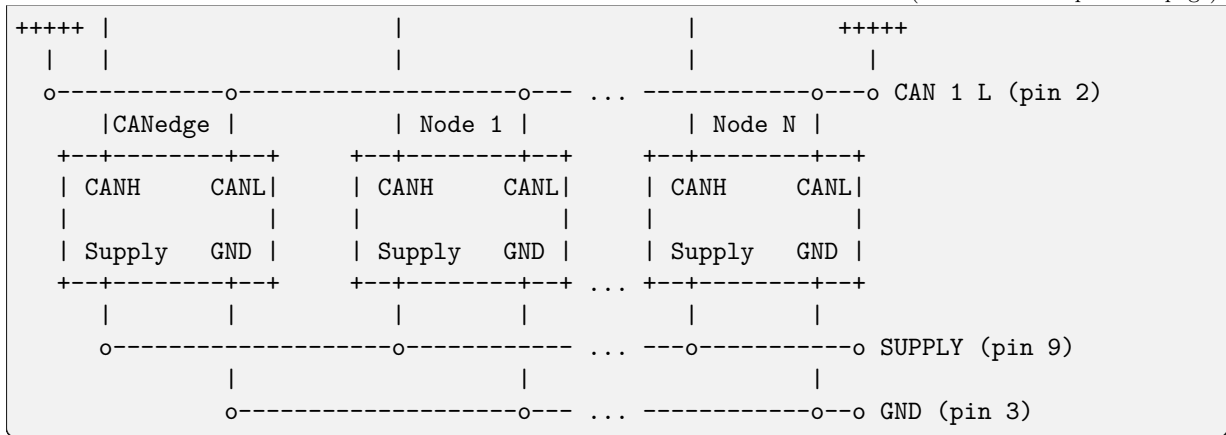 +++++ | | | +++++
| | | | |
o------------o--------------------o--- ... ------------o---o CAN 1 L (pin 2)
|CANedge | | Node 1 | | Node N |
+--+--------+--+ +--+--------+--+ +--+--------+--+
| CANH CANL| | CANH CANL| | CANH CANL|
| | | | | |
| Supply GND | | Supply GND | | Supply GND |
+--+--------+--+ +--+--------+--+ ... +--+--------+--+
| | | | | |
o--------------------o------------ ... ---o-----------o SUPPLY (pin 9)
| | |
o--------------------o--- ... ------------o--o GND (pin 3)